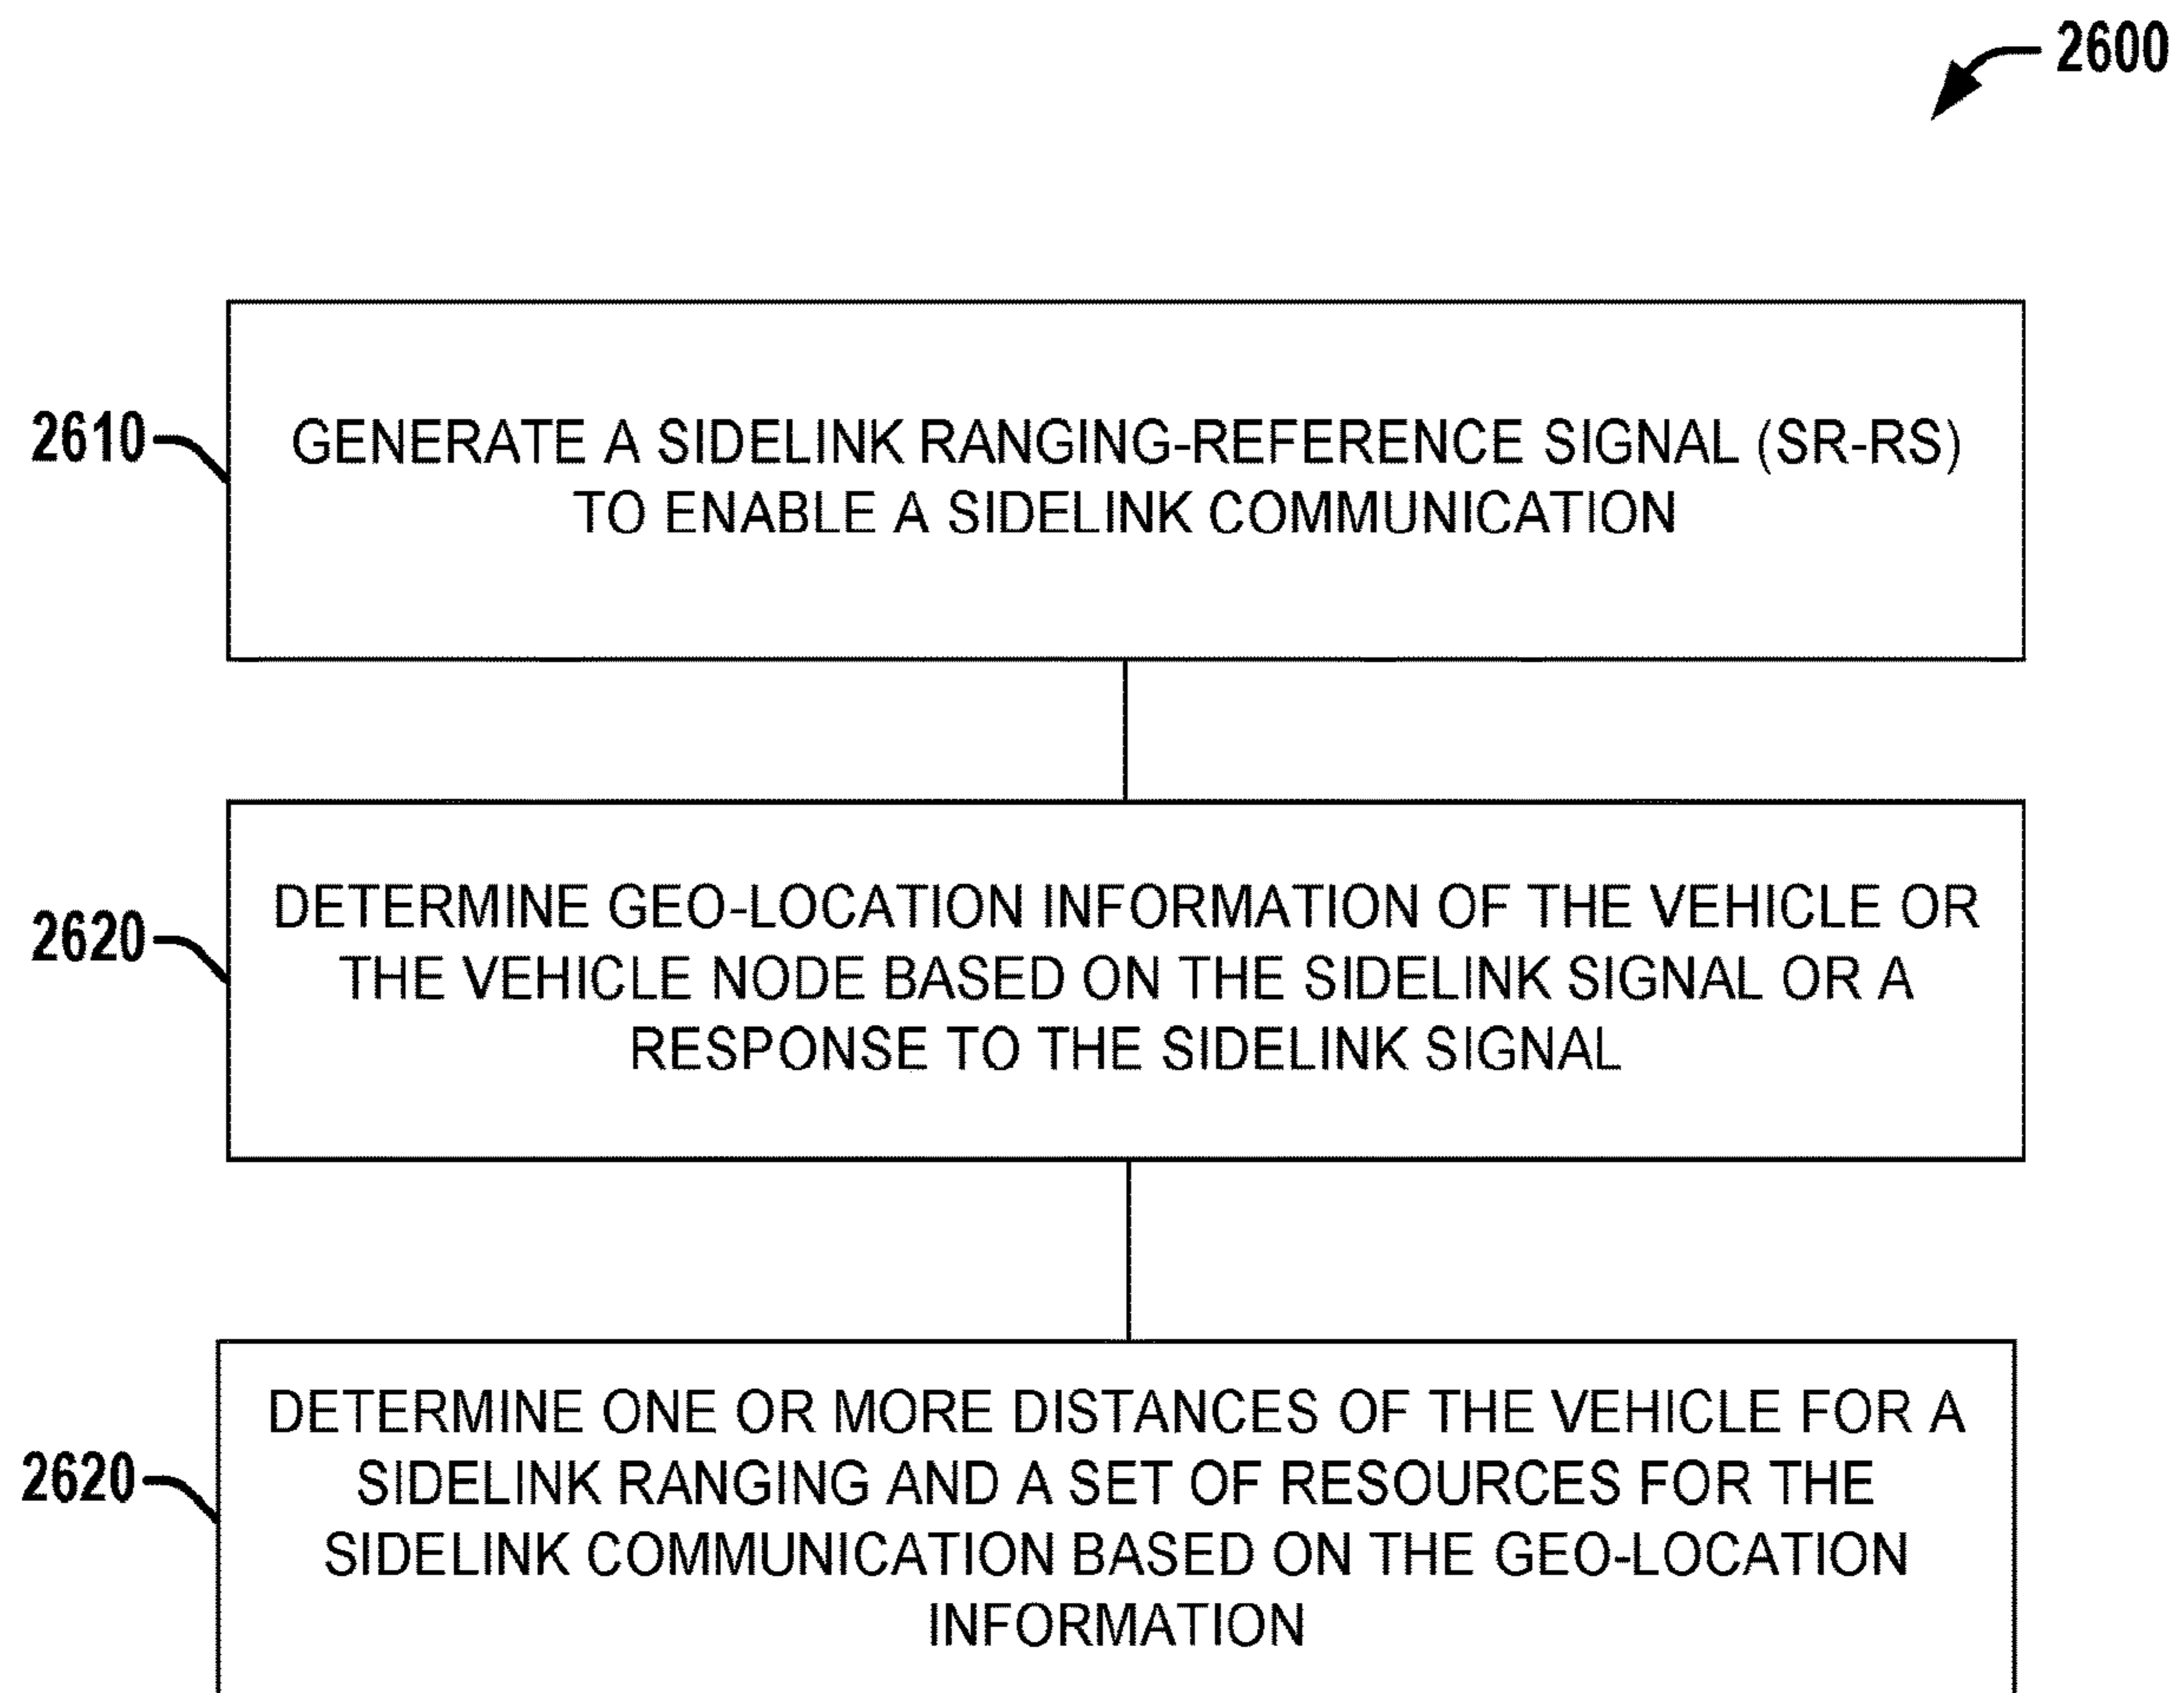 2600
2610
GENERATE A SIDELINK RANGING-REFERENCE SIGNAL (SR-RS)
TO ENABLE A SIDELINK COMMUNICATION
2620
DETERMINE GEO-LOCATION INFORMATION OF THE VEHICLE OR
THE VEHICLE NODE BASED ON THE SIDELINK SIGNAL OR A
RESPONSE TO THE SIDELINK SIGNAL
2620
DETERMINE ONE OR MORE DISTANCES OF THE VEHICLE FOR A
SIDELINK RANGING AND A SET OF RESOURCES FOR THE
SIDELINK COMMUNICATION BASED ON THE GEO-LOCATION
INFORMATION